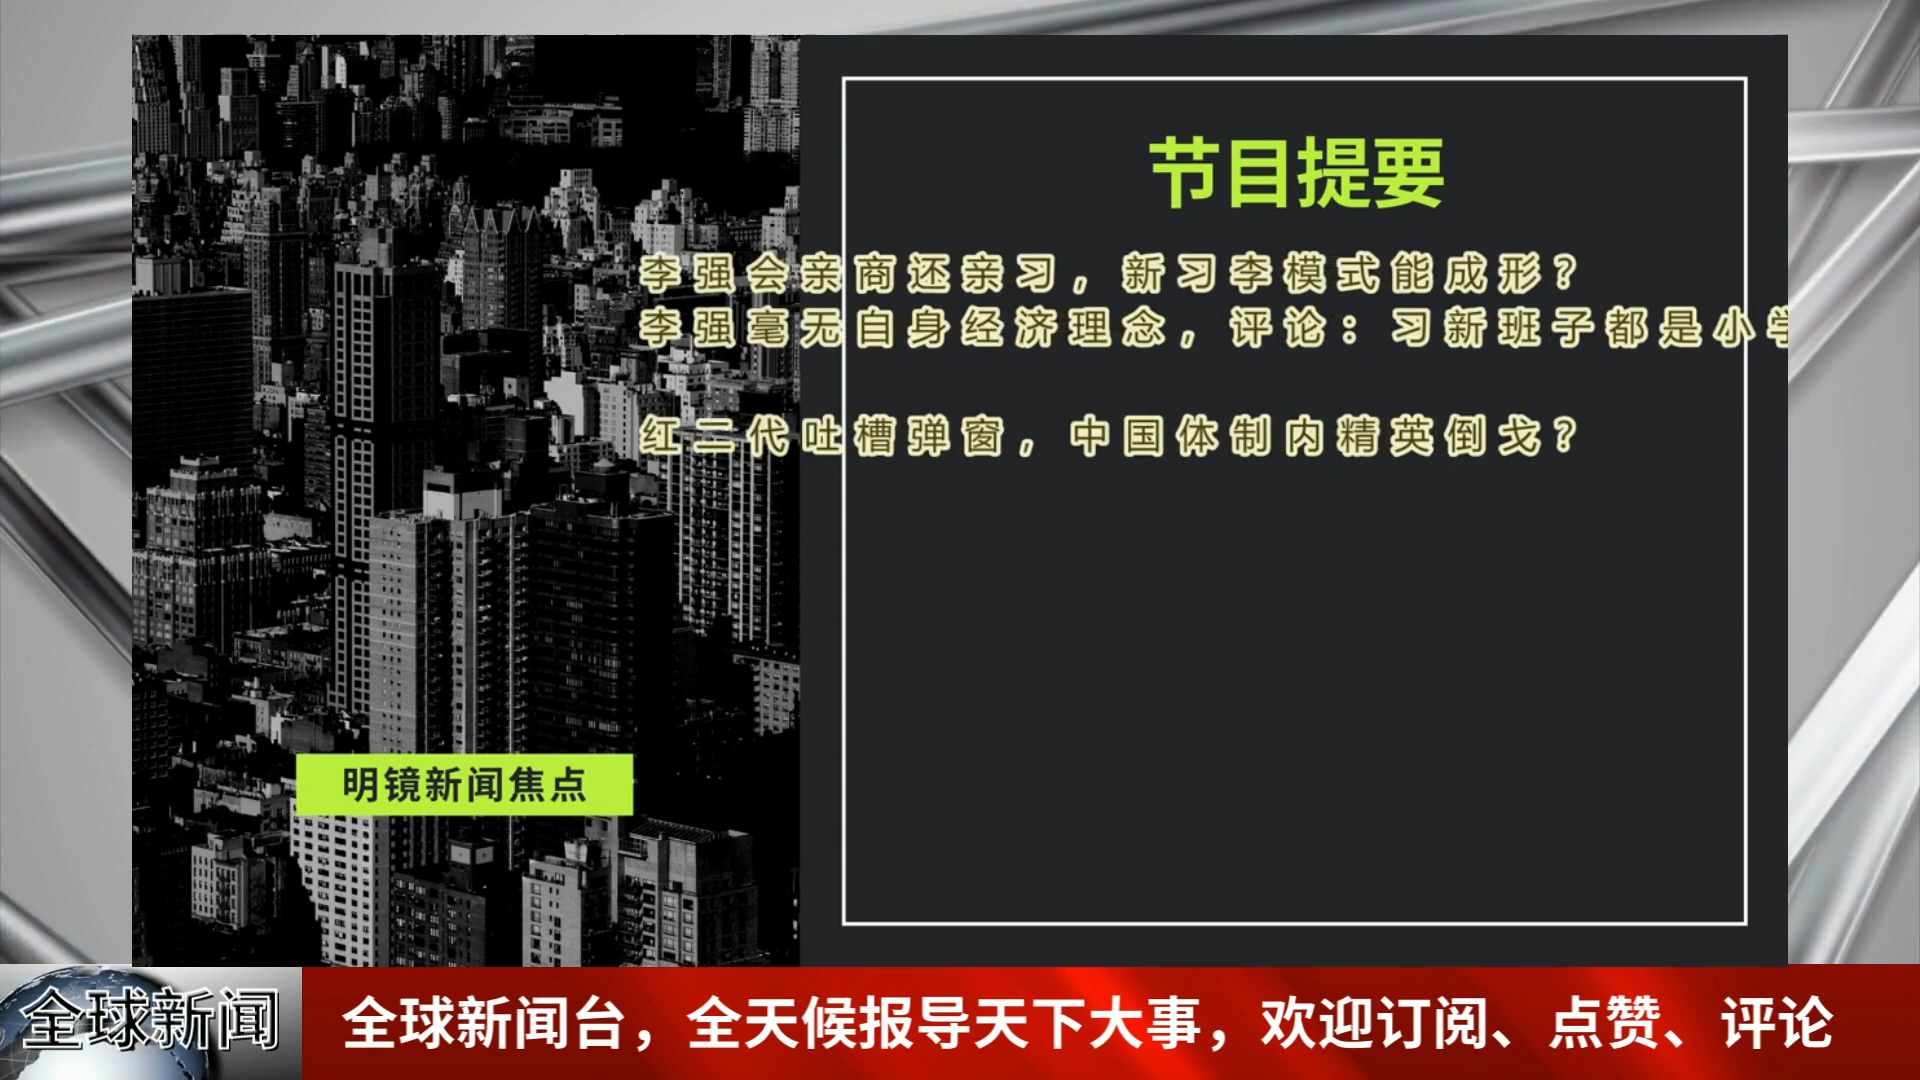 节目提要
李强会亲商还亲习，新习李模式能成形？
李强毫无自身经济理念，评论：习新班子都是小
红二代吐槽弹窗，中国体制内精英倒戈？
明镜新闻焦点
全球新闻
全球新闻台，全天候报导天下大事，欢迎订阅、点赞、评论